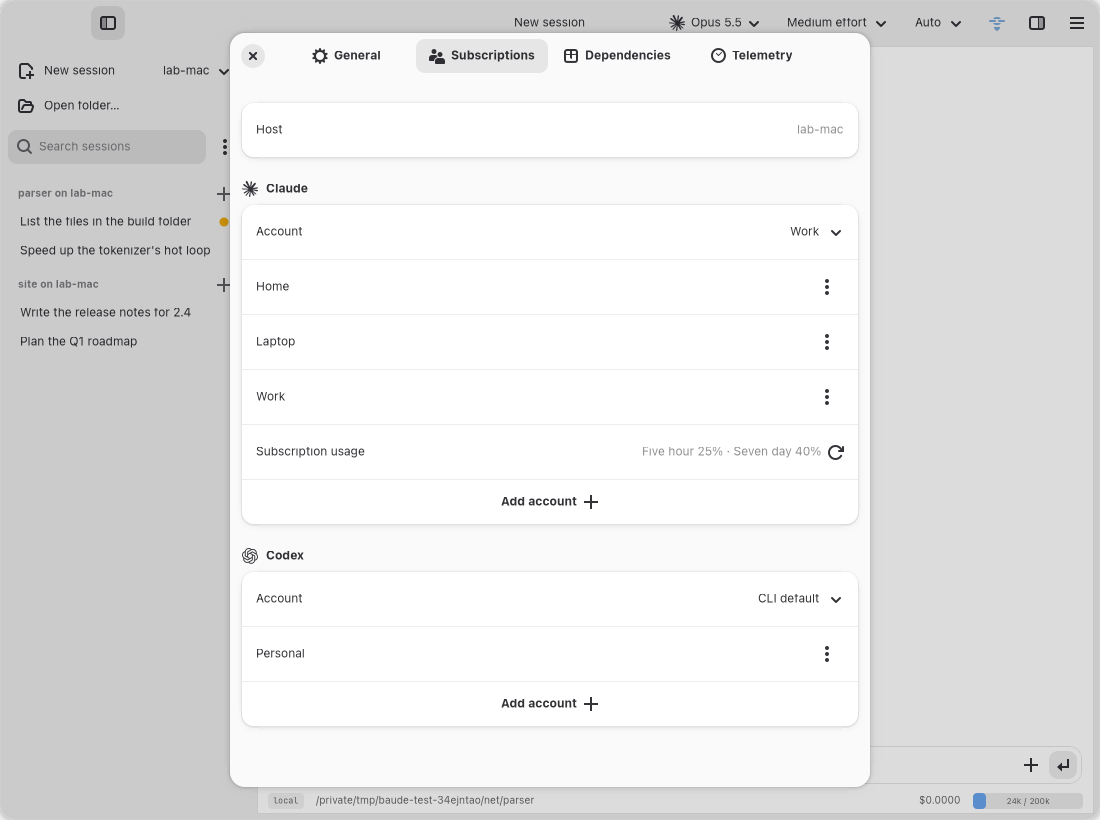 New session
Opus 5.5
Medium effort
Auto
New session
lab-mac
Open folder...
Search sessions
parser on lab-mac
List the files in the build folder
Speed up the tokenizer's hot loop
site on lab-mac
Write the release notes for 2.4
Plan the Q1 roadmap
General
Subscriptions
Dependencies
Telemetry
Host
lab-mac
Claude
Account
Work
Home
Laptop
Work
Subscription usage
Five hour 25% · Seven day 40%
Add account
Codex
Account
CLI default
Personal
Add account
local
/private/tmp/baude-test-34ejntao/net/parser
$0.0000
24k / 200k